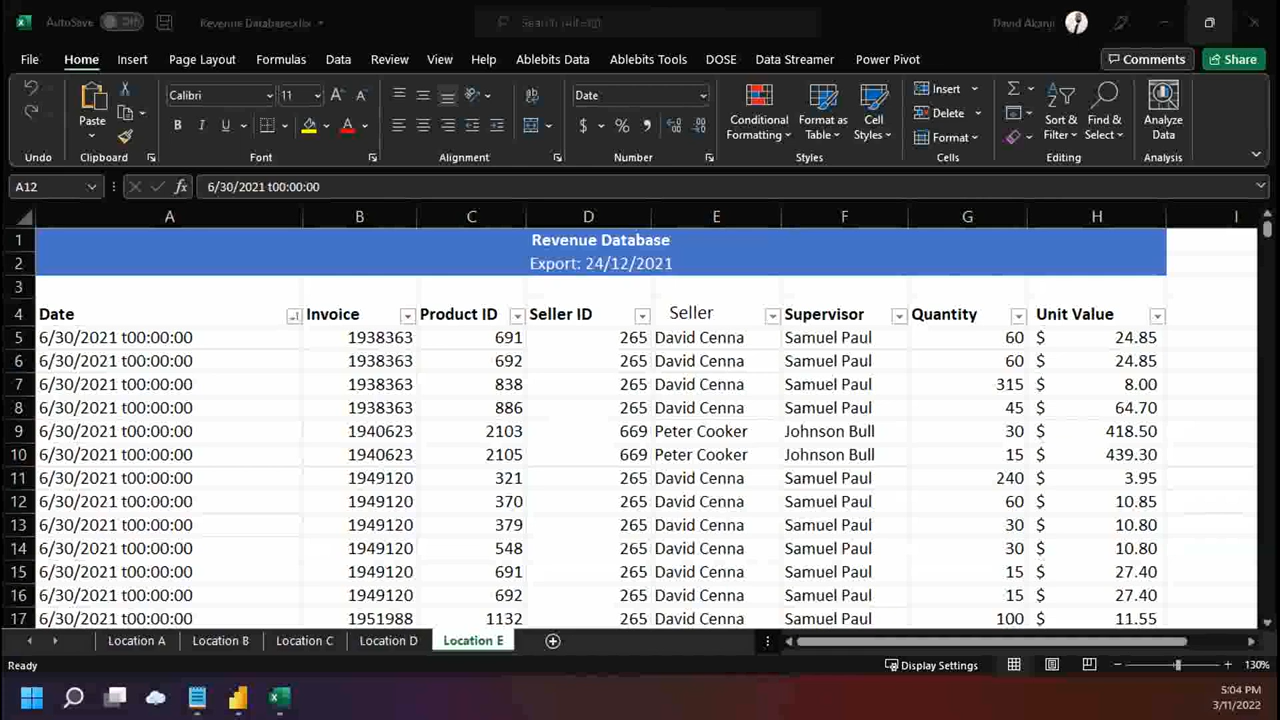 AutoSave Off Revenue Database.xlsx Search (Alt+Q) David Akanji
File Home Insert Page Layout Formulas Data Review View Help Ablebits Data Ablebits Tools DOSE Data Streamer Power Pivot Comments Share
Calibri 11 Date Insert
Paste Conditional Formatting Format as Table Cell Styles Delete Sort & Filter Find & Select Analyze Data
Format
Undo Clipboard Font Alignment Number Styles Cells Editing Analysis
A12 fx 6/30/2021 t00:00:00
A B C D E F G H I
1 Revenue Database
2 Export: 24/12/2021
3
4 Date Invoice Product ID Seller ID Seller Supervisor Quantity Unit Value
5 6/30/2021 t00:00:00 1938363 691 265 David Cenna Samuel Paul 60 $ 24.85
6 6/30/2021 t00:00:00 1938363 692 265 David Cenna Samuel Paul 60 $ 24.85
7 6/30/2021 t00:00:00 1938363 838 265 David Cenna Samuel Paul 315 $ 8.00
8 6/30/2021 t00:00:00 1938363 886 265 David Cenna Samuel Paul 45 $ 64.70
9 6/30/2021 t00:00:00 1940623 2103 669 Peter Cooker Johnson Bull 30 $ 418.50
10 6/30/2021 t00:00:00 1940623 2105 669 Peter Cooker Johnson Bull 15 $ 439.30
11 6/30/2021 t00:00:00 1949120 321 265 David Cenna Samuel Paul 240 $ 3.95
12 6/30/2021 t00:00:00 1949120 370 265 David Cenna Samuel Paul 60 $ 10.85
13 6/30/2021 t00:00:00 1949120 379 265 David Cenna Samuel Paul 30 $ 10.80
14 6/30/2021 t00:00:00 1949120 548 265 David Cenna Samuel Paul 30 $ 10.80
15 6/30/2021 t00:00:00 1949120 691 265 David Cenna Samuel Paul 15 $ 27.40
16 6/30/2021 t00:00:00 1949120 692 265 David Cenna Samuel Paul 15 $ 27.40
17 6/30/2021 t00:00:00 1951988 1132 265 David Cenna Samuel Paul 100 $ 11.55
Location A Location B Location C Location D Location E
Ready Display Settings 130%
5:04 PM
3/11/2022